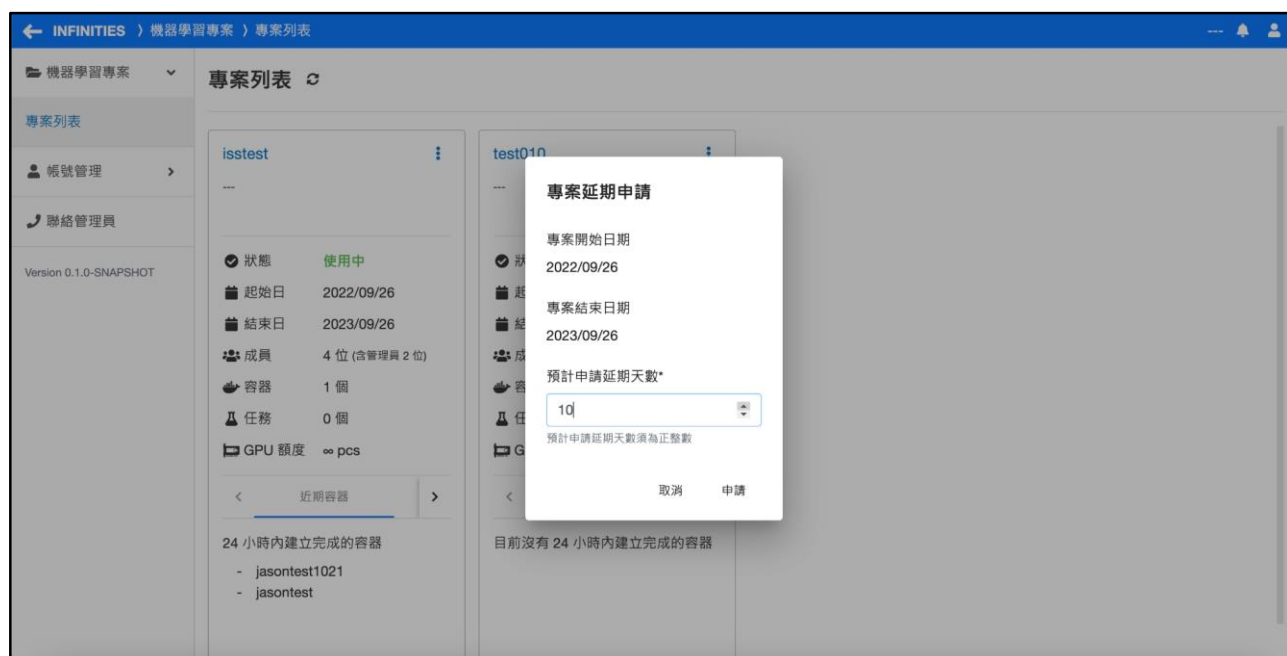 INFINITIES 〉機器學習專案 〉專案列表
---
機器學習專案
專案列表
帳號管理
聯絡管理員
Version 0.1.0-SNAPSHOT
專案列表
isstest
---
狀態 使用中
起始日 2022/09/26
結束日 2023/09/26
成員 4 位 (含管理員 2 位)
容器 1 個
任務 0 個
GPU 額度 ∞ pcs
近期容器
24 小時內建立完成的容器
- jasontest1021
- jasontest
test010
---
目前沒有 24 小時內建立完成的容器
專案延期申請
專案開始日期
2022/09/26
專案結束日期
2023/09/26
預計申請延期天數*
10
預計申請延期天數須為正整數
取消 申請